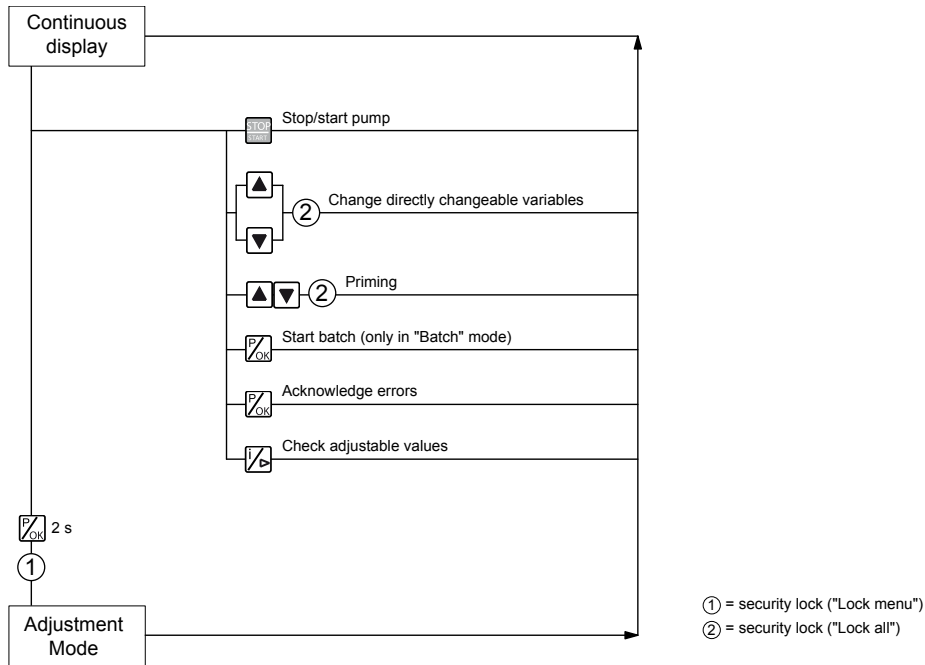 Continuous
display
STOP
START
Stop/start pump
2
Change directly changeable variables
2
Priming
P/OK
Start batch (only in "Batch" mode)
P/OK
Acknowledge errors
i/
Check adjustable values
P/OK 2 s
1
Adjustment
Mode
1 = security lock ("Lock menu")
2 = security lock ("Lock all")